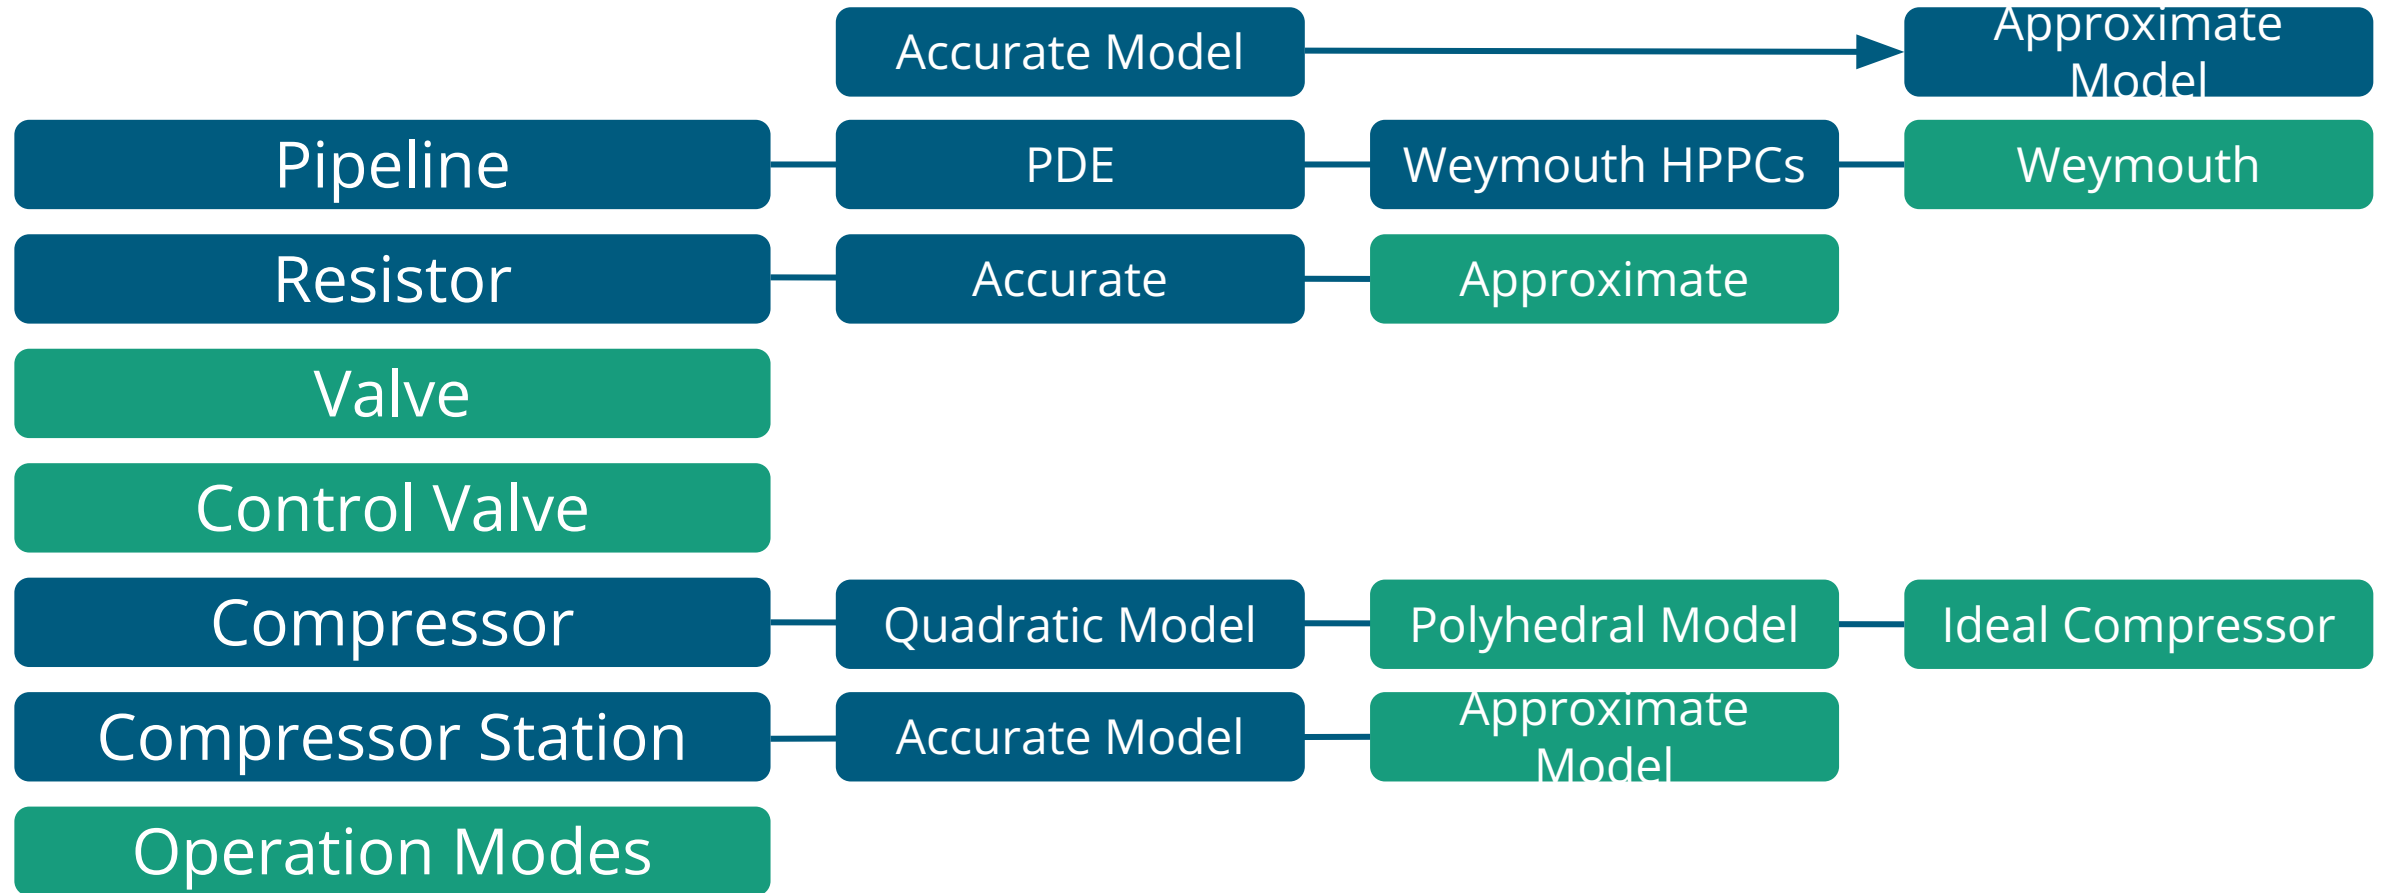 Accurate Model
Approximate
Model
Pipeline
PDE
Weymouth HPPCs
Weymouth
Resistor
Accurate
Approximate
Valve
Control Valve
Compressor
Quadratic Model
Polyhedral Model
Ideal Compressor
Compressor Station
Accurate Model
Approximate
Model
Operation Modes